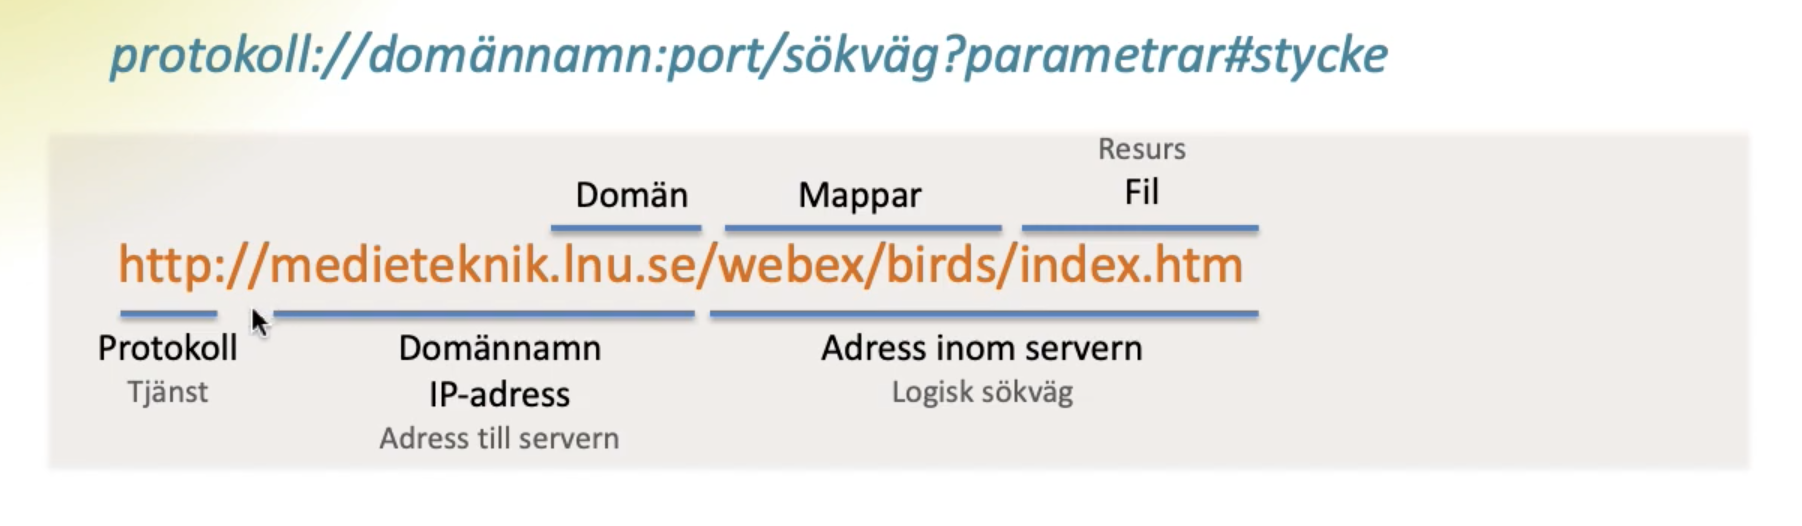 protokoll://domännamn:port/sökväg?parametrar#stycke
Resurs
Domän Mappar Fil
http://medieteknik.lnu.se/webex/birds/index.htm
Protokoll Domännamn Adress inom servern
Tjänst IP-adress Logisk sökväg
Adress till servern